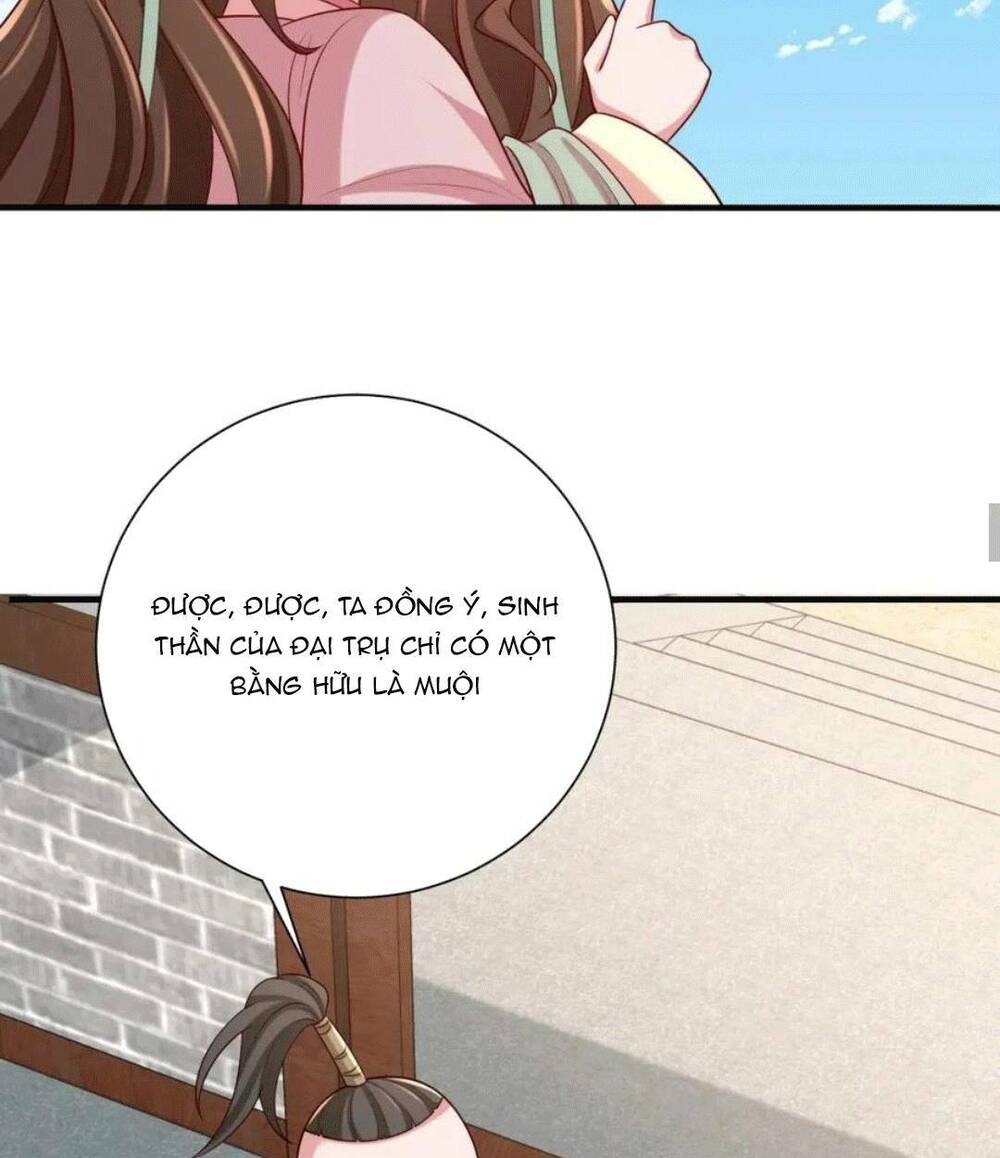 ĐƯỢC, ĐƯỢC, TA ĐỒNG Ý, SINH
THẦN CỦA ĐẠI TRỤ CHỈ CÓ MỘT
BẰNG HỮU LÀ MUỘI